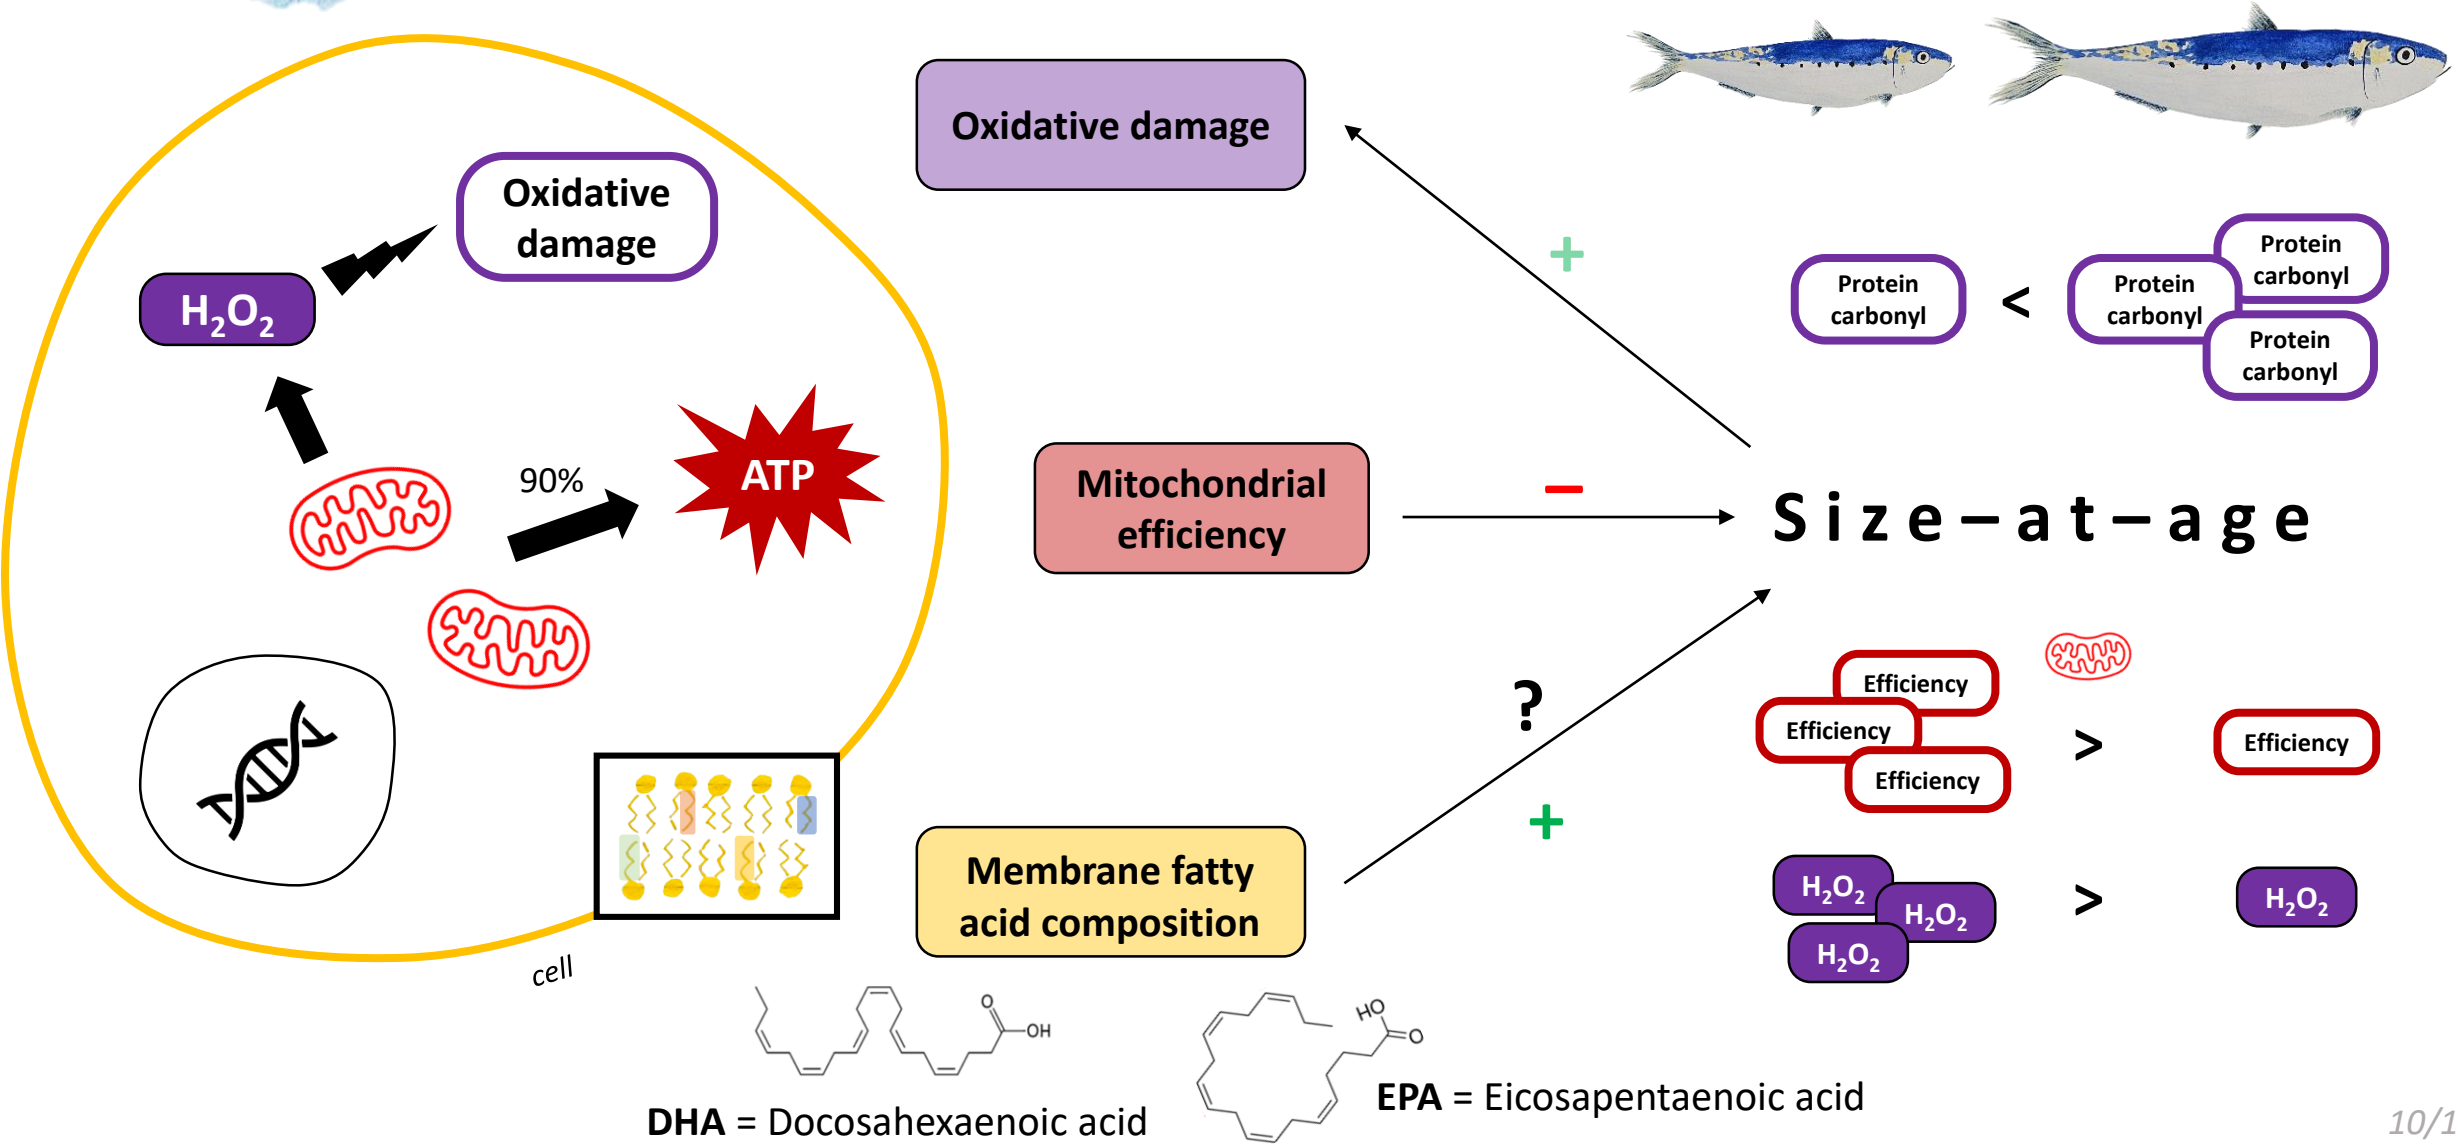 Oxidative
damage
H₂O₂
90%
ATP
cell
Oxidative damage
Mitochondrial
efficiency
Membrane fatty
acid composition
+
–
?
+
Protein
carbonyl
<
Protein
carbonyl
Protein
carbonyl
Protein
carbonyl
Size–at–age
Efficiency
Efficiency
Efficiency
>
Efficiency
H₂O₂
H₂O₂
H₂O₂
>
H₂O₂
O
OH
DHA = Docosahexaenoic acid
HO
O
EPA = Eicosapentaenoic acid
10/1